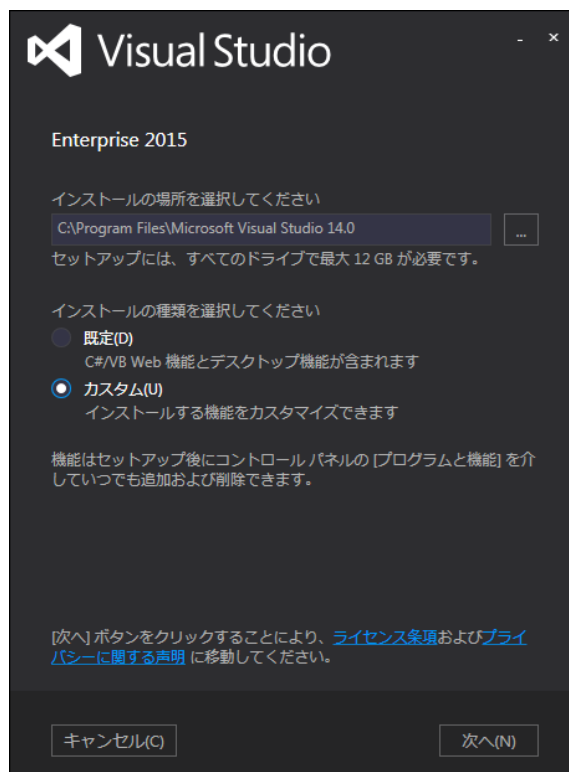 Visual Studio
Enterprise 2015
インストールの場所を選択してください
C:\Program Files\Microsoft Visual Studio 14.0
...
セットアップには、すべてのドライブで最大 12 GB が必要です。
インストールの種類を選択してください
既定(D)
C#/VB Web 機能とデスクトップ機能が含まれます
カスタム(U)
インストールする機能をカスタマイズできます
機能はセットアップ後にコントロール パネルの [プログラムと機能] を介
していつでも追加および削除できます。
[次へ] ボタンをクリックすることにより、ライセンス条項およびプライ
バシーに関する声明 に移動してください。
キャンセル(C)
次へ(N)